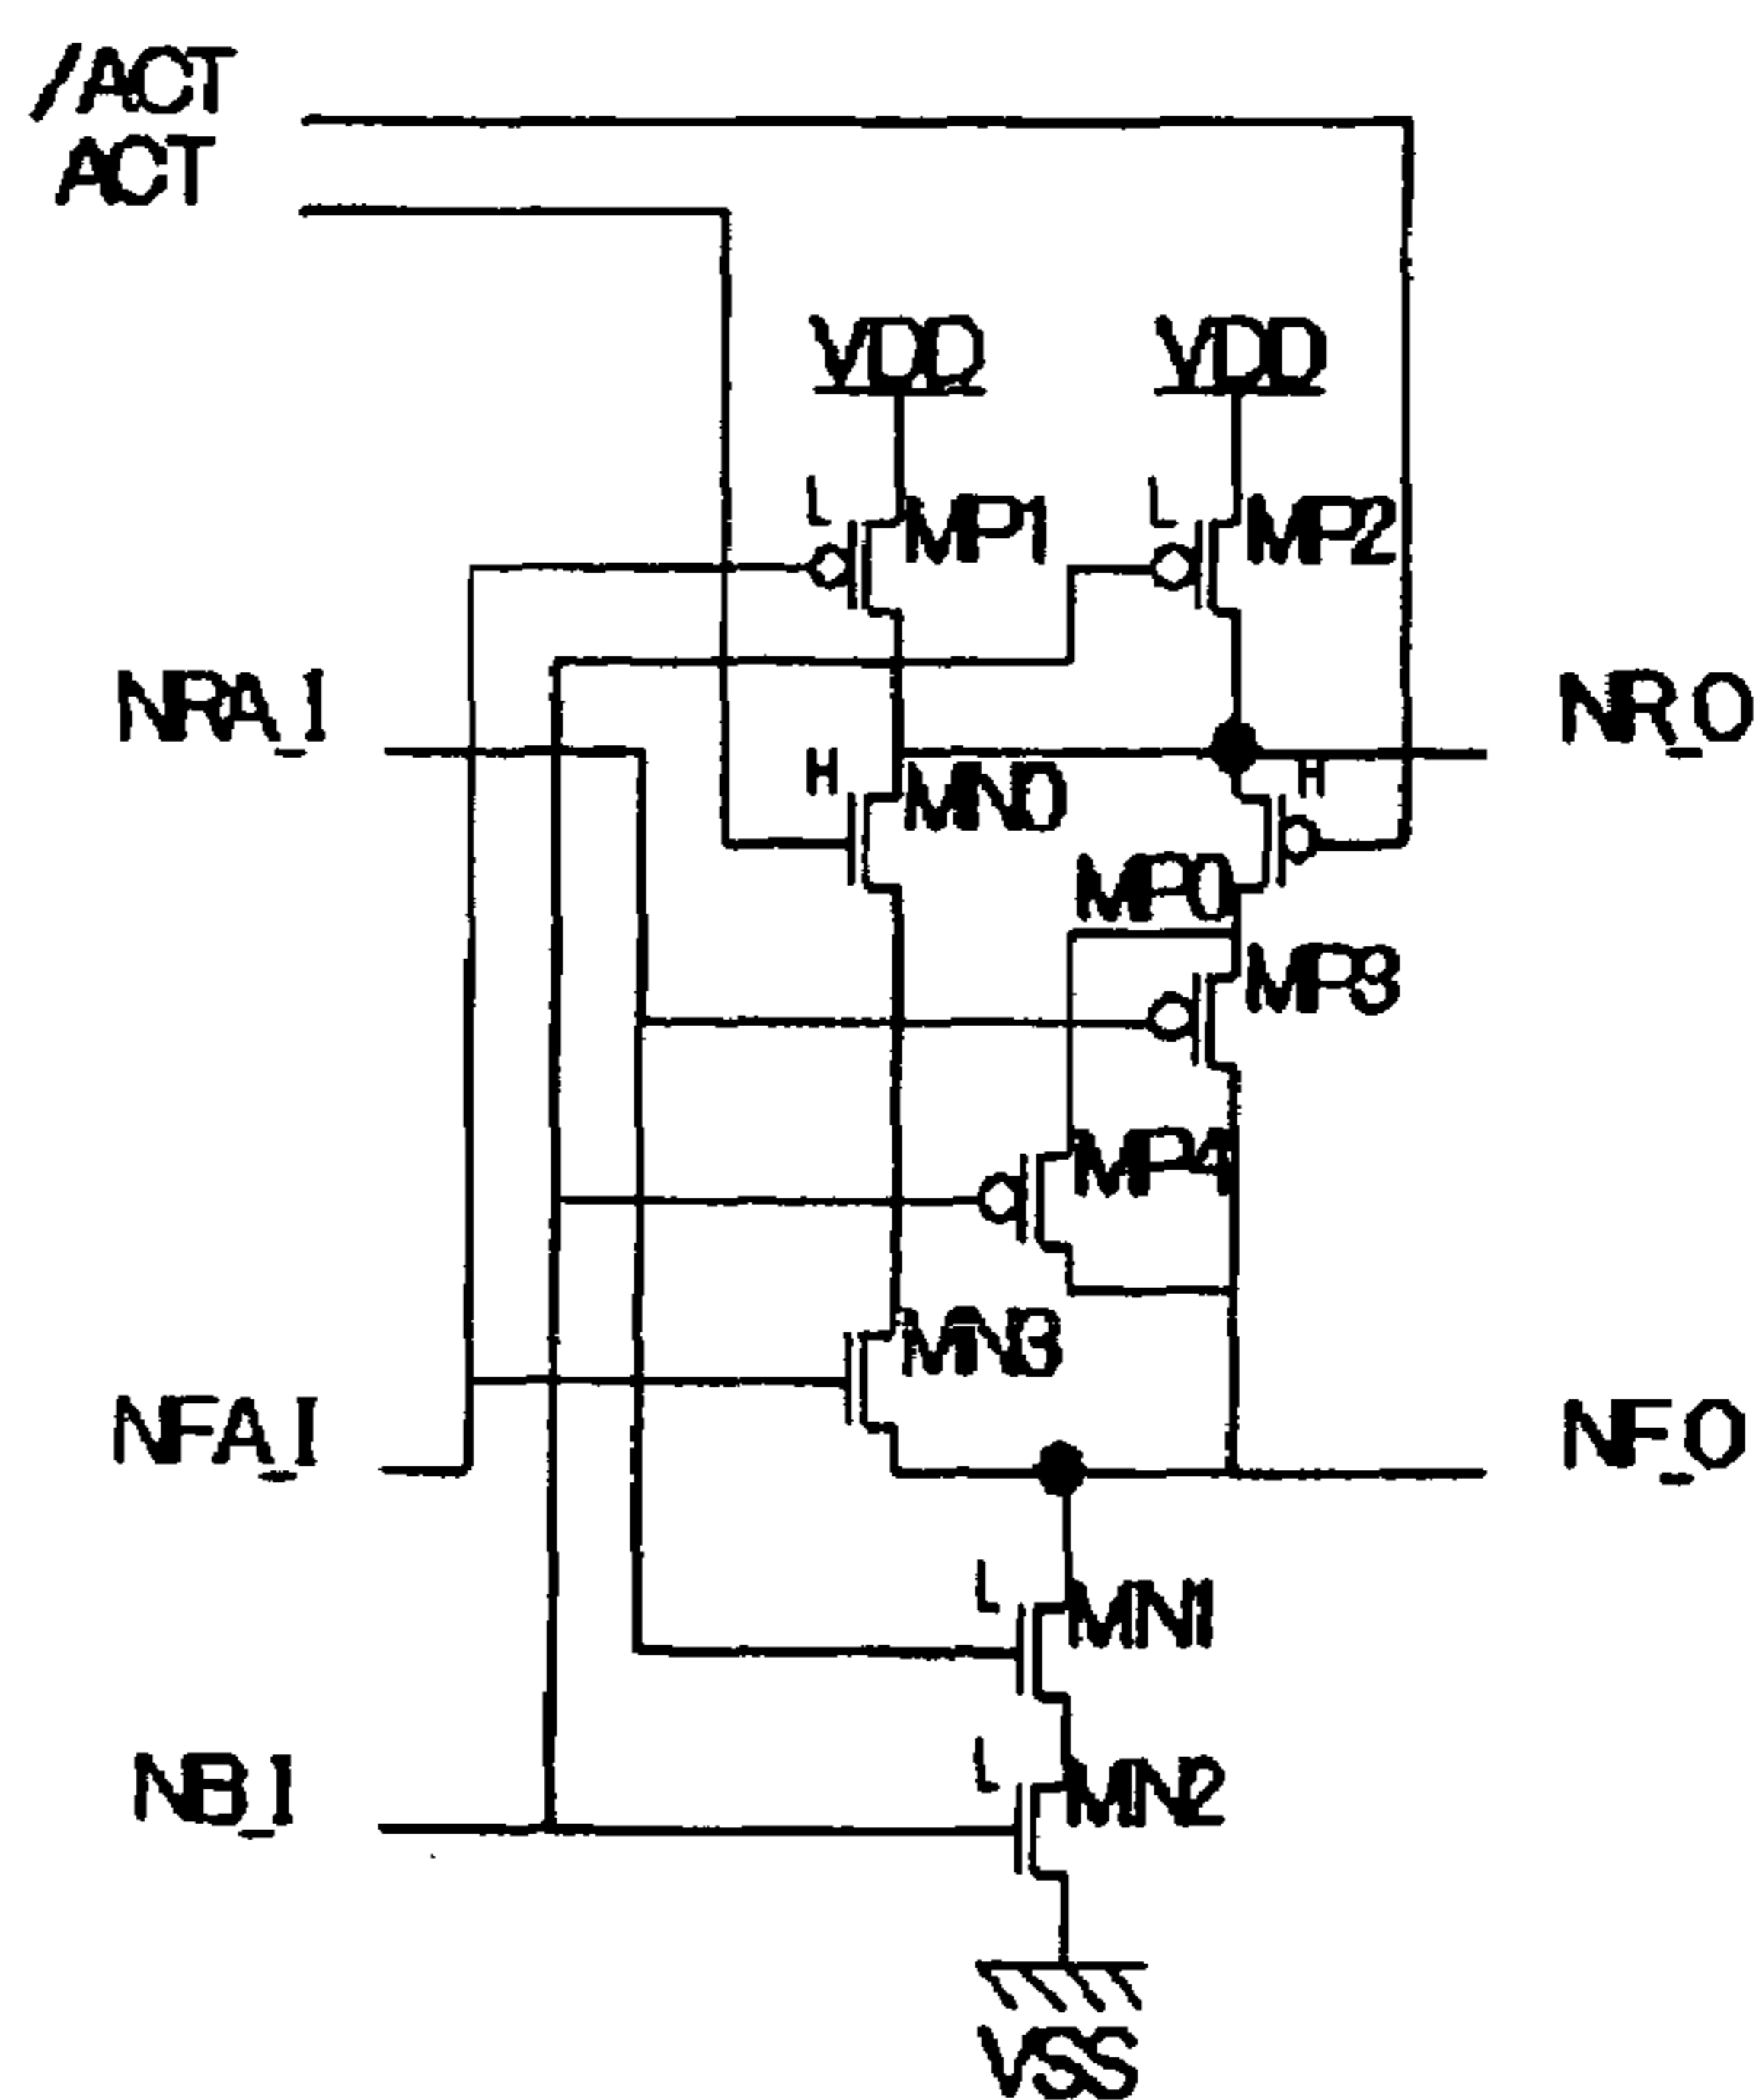 /ACT
ACT
VDD VDD
L MP1 L MP2
NRA_I NR_O
H MN0 H
MP0
MP3
MP4
MN3
NFA_I NF_O
L MN1
NB_I L MN2
VSS